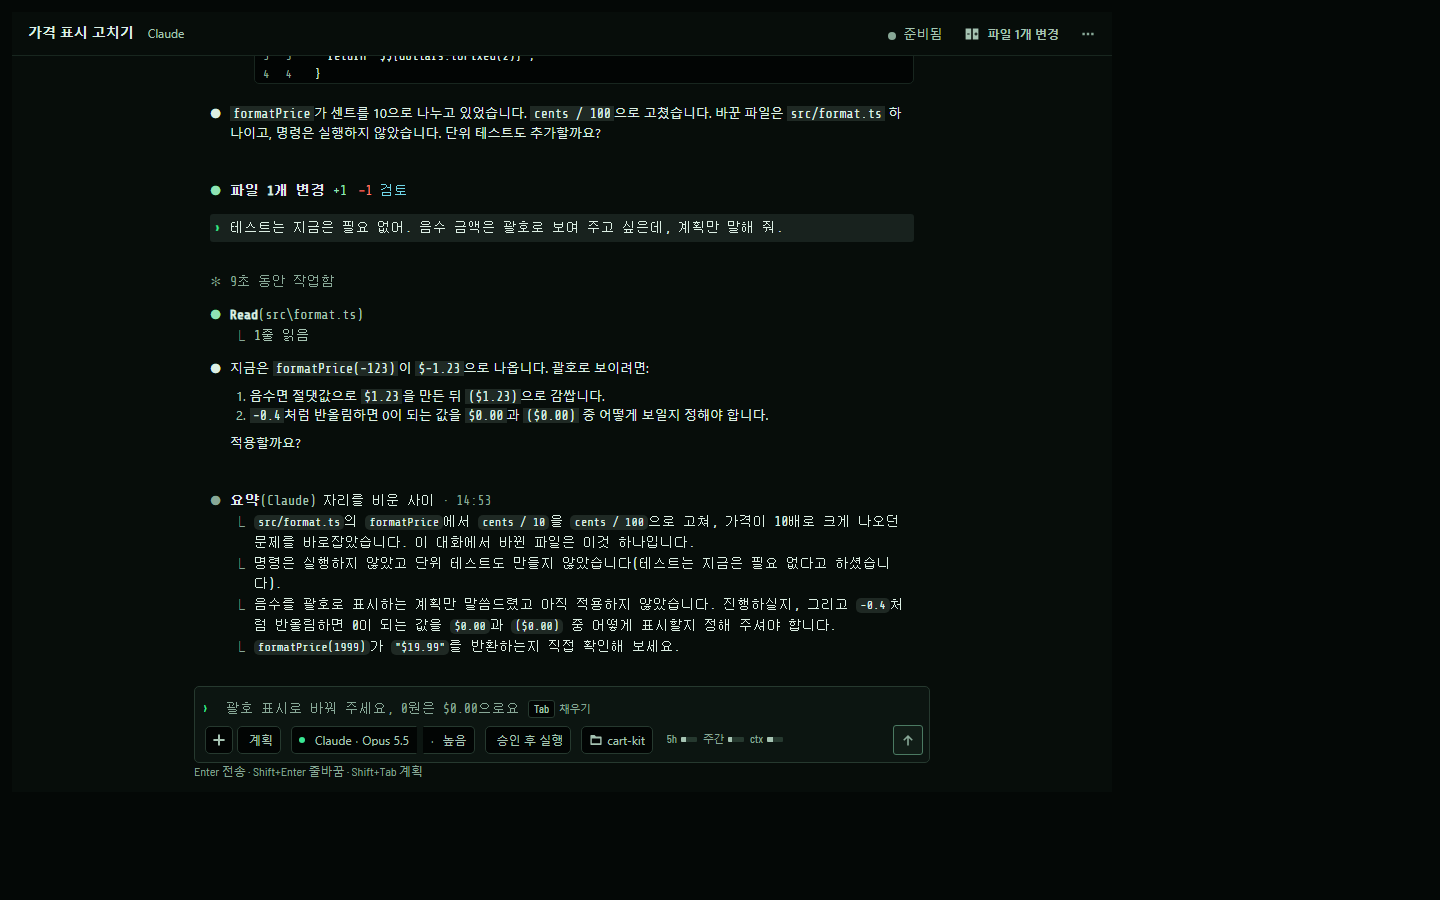 가격 표시 고치기 Claude
준비됨 파일 1개 변경 ···
4 4 }
formatPrice가 센트를 10으로 나누고 있었습니다. cents / 100으로 고쳤습니다. 바꾼 파일은 src/format.ts 하
나이고, 명령은 실행하지 않았습니다. 단위 테스트도 추가할까요?
파일 1개 변경 +1 -1 검토
› 테스트는 지금은 필요 없어. 음수 금액은 괄호로 보여 주고 싶은데, 계획만 말해 줘.
9초 동안 작업함
Read(src\format.ts)
1줄 읽음
지금은 formatPrice(-123)이 $-1.23으로 나옵니다. 괄호로 보이려면:
1. 음수면 절댓값으로 $1.23을 만든 뒤 ($1.23)으로 감쌉니다.
2. -0.4처럼 반올림하면 0이 되는 값을 $0.00과 ($0.00) 중 어떻게 보일지 정해야 합니다.
적용할까요?
요약(Claude) 자리를 비운 사이 · 14:53
src/format.ts의 formatPrice에서 cents / 10을 cents / 100으로 고쳐, 가격이 10배로 크게 나오던
문제를 바로잡았습니다. 이 대화에서 바뀐 파일은 이것 하나입니다.
명령은 실행하지 않았고 단위 테스트도 만들지 않았습니다(테스트는 지금은 필요 없다고 하셨습니
다).
음수를 괄호로 표시하는 계획만 말씀드렸고 아직 적용하지 않았습니다. 진행하실지, 그리고 -0.4처
럼 반올림하면 0이 되는 값을 $0.00과 ($0.00) 중 어떻게 표시할지 정해 주셔야 합니다.
formatPrice(1999)가 "$19.99"를 반환하는지 직접 확인해 보세요.
› 괄호 표시로 바꿔 주세요, 0원은 $0.00으로요 Tab 채우기
계획 Claude · Opus 5.5 · 높음 승인 후 실행 cart-kit 5h 주간 ctx
Enter 전송 · Shift+Enter 줄바꿈 · Shift+Tab 계획